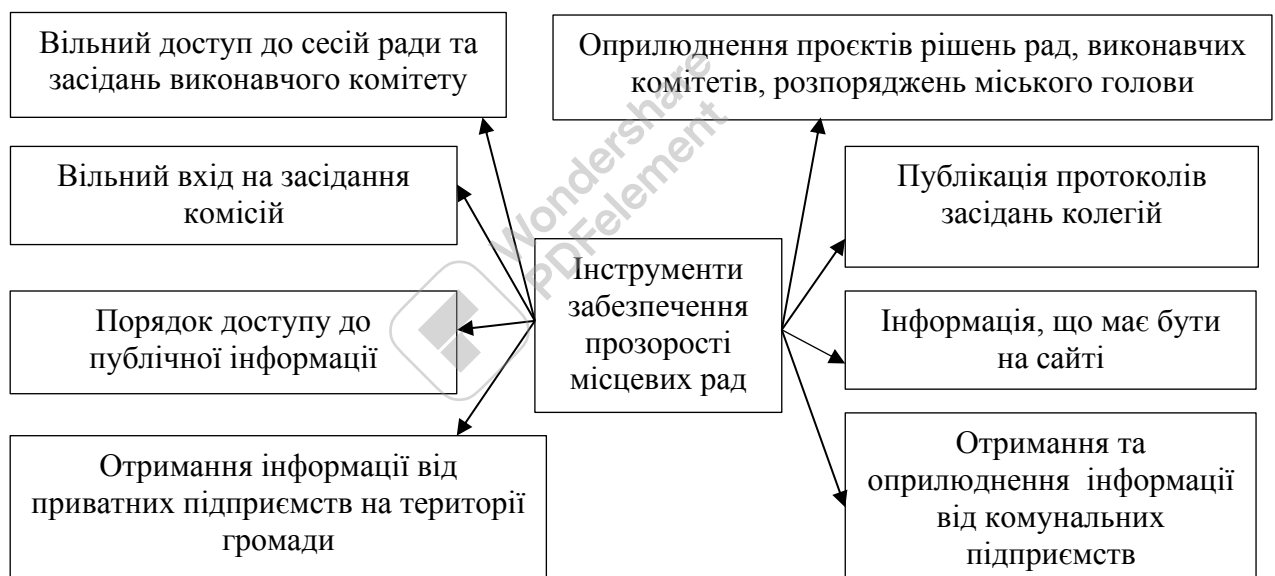 Вільний доступ до сесій ради та
засідань виконавчого комітету
Оприлюднення проєктів рішень рад, виконавчих
комітетів, розпоряджень міського голови
Вільний вхід на засідання
комісій
Публікація протоколів
засідань колегій
Інструменти
забезпечення
прозорості
місцевих рад
Порядок доступу до
публічної інформації
Інформація, що має бути
на сайті
Отримання інформації від
приватних підприємств на території
громади
Отримання та
оприлюднення інформації
від комунальних
підприємств
Wondershare
PDFelement